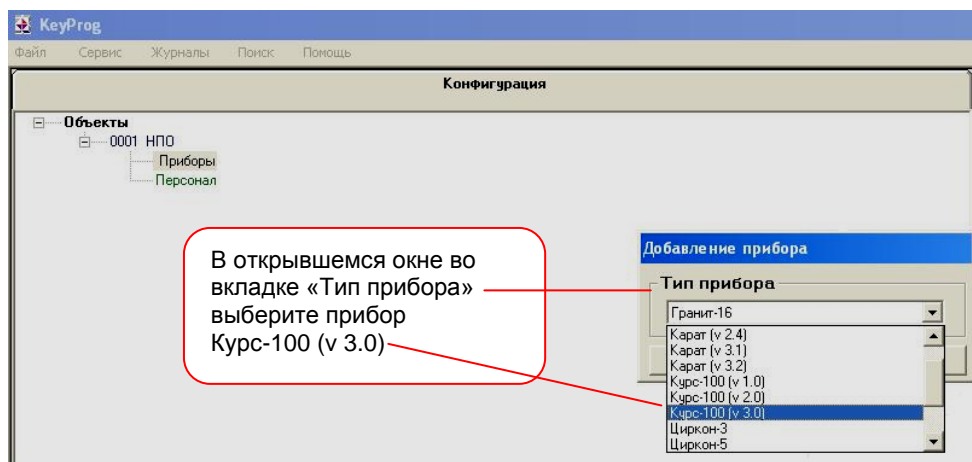 KeyProg
Файл Сервис Журналы Поиск Помощь
Конфигурация
Объекты
0001 НПО
Приборы
Персонал
В открывшемся окне во
вкладке «Тип прибора»
выберите прибор
Курс-100 (v 3.0)
Добавление прибора
Тип прибора
Гранит-16
Карат (v 2.4)
Карат (v 3.1)
Карат (v 3.2)
Курс-100 (v 1.0)
Курс-100 (v 2.0)
Курс-100 (v 3.0)
Циркон-3
Циркон-5